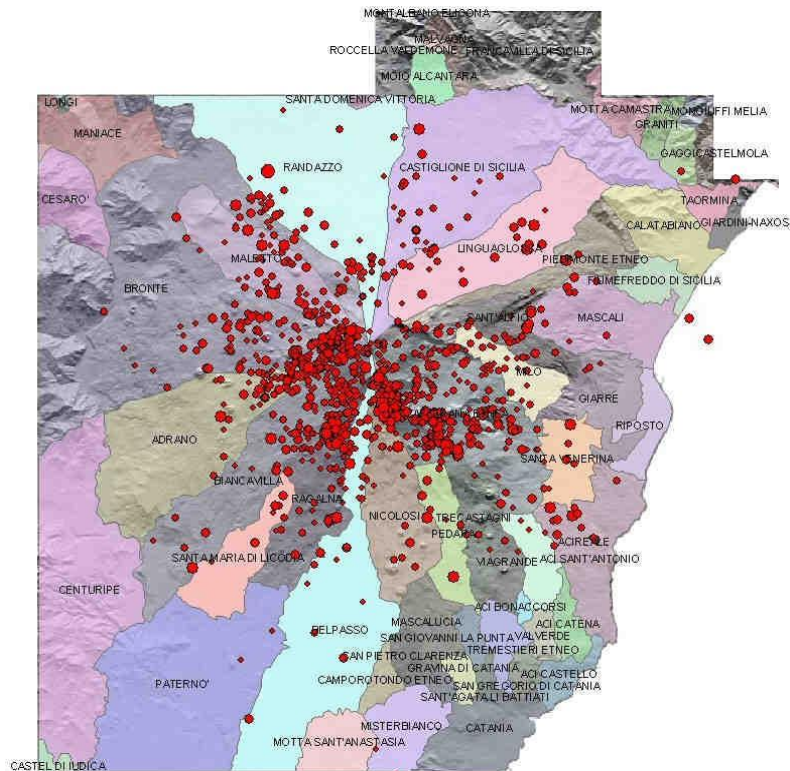 MONTALBANO ELICONA
MALVAGNA
ROCCELLA VALDEMONE
FRANCAVILLA DI SICILIA
MOIO ALCANTARA
SANTA DOMENICA VITTORIA
LONGI
MOTTA CAMASTRA
MONGIUFFI MELIA
MANIACE
GRANITI
GAGGI
CASTELMOLA
RANDAZZO
CASTIGLIONE DI SICILIA
CESARO'
TAORMINA
CALATABIANO
GIARDINI-NAXOS
LINGUAGLOSSA
MALETTO
PIEDIMONTE ETNEO
BRONTE
FIUMEFREDDO DI SICILIA
SANT'ALFIO
MASCALI
MILO
GIARE
RIPOSTO
ADRANO
SANTA VENERINA
BIANCAVILLA
RAGALNA
NICOLOSI
TRECASTAGNI
PEDARA
ACIREALE
SANTA MARIA DI LICODIA
VIAGRANDE
ACI SANT'ANTONIO
CENTURIPE
ACI BONACCORSI
MASCALUCIA
ACI CATENA
BELPASSO
SAN GIOVANNI LA PUNTA
VALVERDE
TREMESTIERI ETNEO
SAN PIETRO CLARENZA
GRAVINA DI CATANIA
ACI CASTELLO
PATERNO'
CAMPOROTONDO ETNEO
SAN GREGORIO DI CATANIA
SANT'AGATA LI BATTIATI
MISTERBIANCO
CATANIA
MOTTA SANT'ANASTASIA
CASTEL DI IUDICA